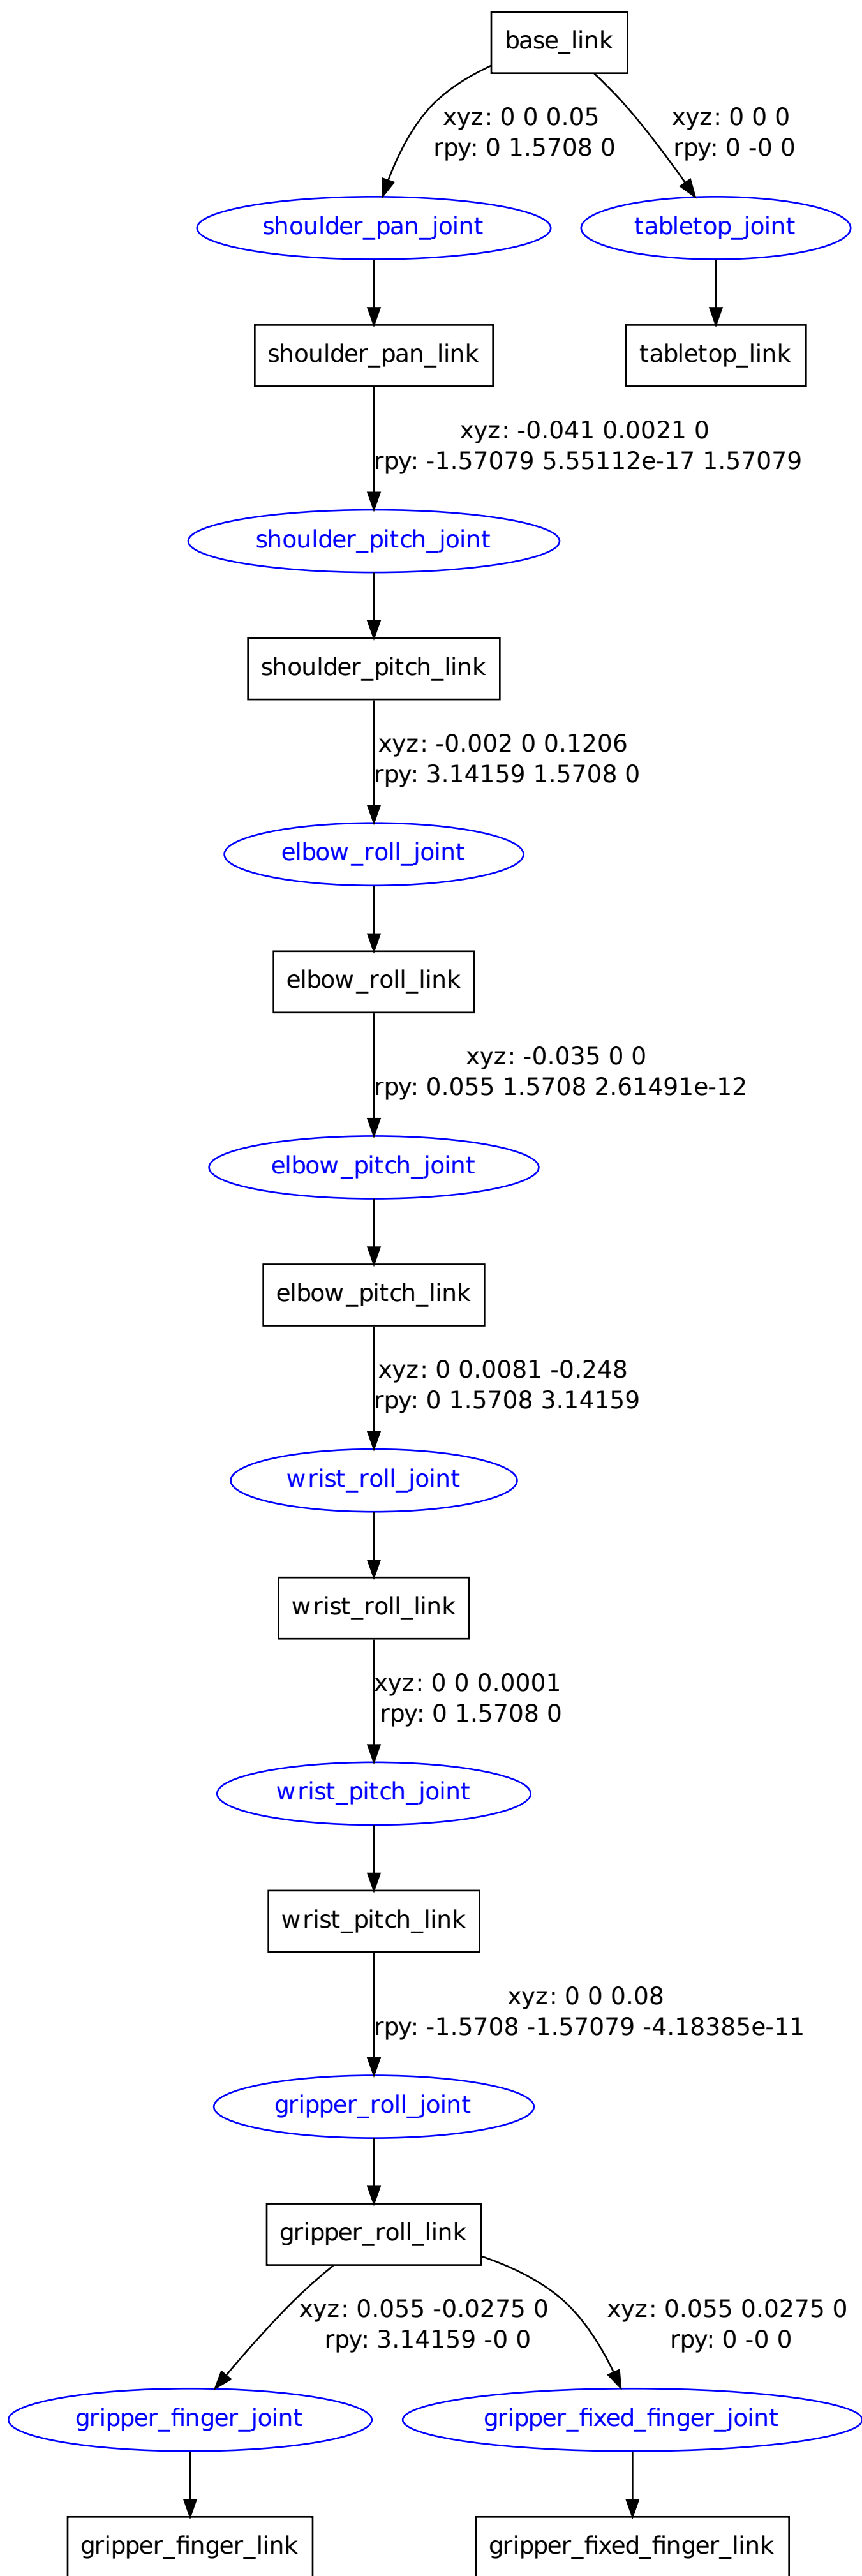 base_link
xyz: 0 0 0.05
rpy: 0 1.5708 0
xyz: 0 0 0
rpy: 0 -0 0
shoulder_pan_joint
tabletop_joint
shoulder_pan_link
tabletop_link
xyz: -0.041 0.0021 0
rpy: -1.57079 5.55112e-17 1.57079
shoulder_pitch_joint
shoulder_pitch_link
xyz: -0.002 0 0.1206
rpy: 3.14159 1.5708 0
elbow_roll_joint
elbow_roll_link
xyz: -0.035 0 0
rpy: 0.055 1.5708 2.61491e-12
elbow_pitch_joint
elbow_pitch_link
xyz: 0 0.0081 -0.248
rpy: 0 1.5708 3.14159
wrist_roll_joint
wrist_roll_link
xyz: 0 0 0.0001
rpy: 0 1.5708 0
wrist_pitch_joint
wrist_pitch_link
xyz: 0 0 0.08
rpy: -1.5708 -1.57079 -4.18385e-11
gripper_roll_joint
gripper_roll_link
xyz: 0.055 -0.0275 0
rpy: 3.14159 -0 0
xyz: 0.055 0.0275 0
rpy: 0 -0 0
gripper_finger_joint
gripper_fixed_finger_joint
gripper_finger_link
gripper_fixed_finger_link